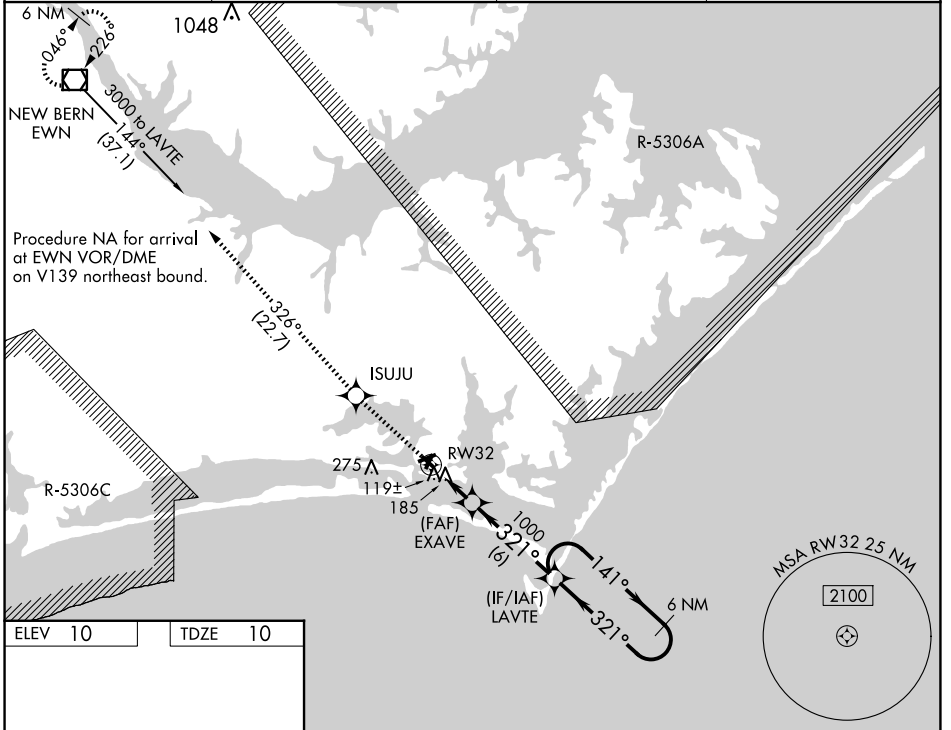 6 NM
046°
226°
1048
NEW BERN
EWN
3000 to LAVTE
144°
(37.1)
R-5306A
Procedure NA for arrival
at EWN VOR/DME
on V139 northeast bound.
326°
(22.7)
ISUJU
RW32
275
119±
185
R-5306C
(FAF)
EXAVE
1000
321°
(6)
(IF/IAF)
LAVTE
141°
321°
6 NM
MSA RW32 25 NM
2100
ELEV 10
TDZE 10